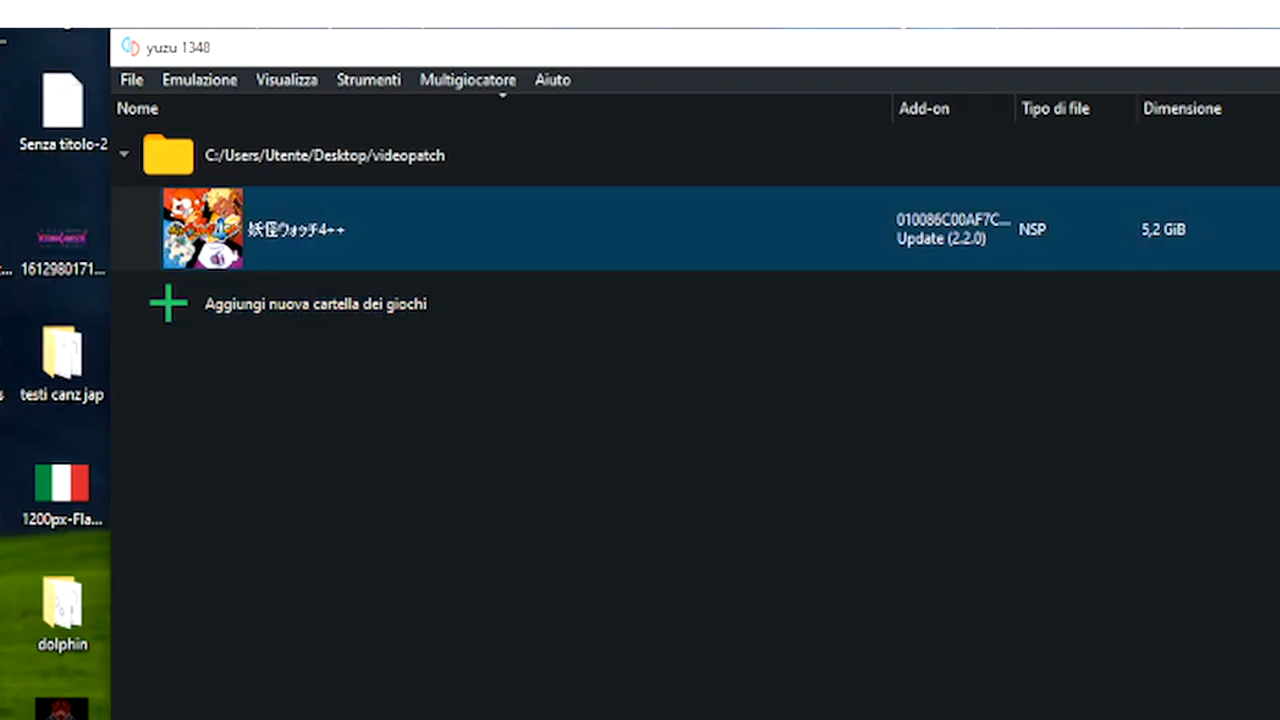 yuzu 1348
File Emulazione Visualizza Strumenti Multigiocatore Aiuto
Nome Add-on Tipo di file Dimensione
C:/Users/Utente/Desktop/videopatch
妖怪ウォッチ4++ 010086C00AF7C... NSP 5,2 GiB
Update (2.2.0)
Aggiungi nuova cartella dei giochi
Senza titolo-2
1612980171...
testi canz jap
1200px-Fla...
dolphin